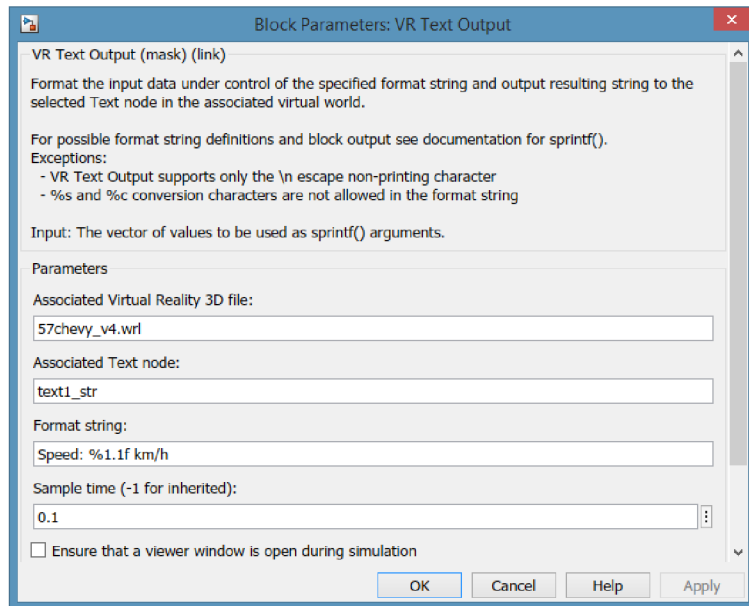 Block Parameters: VR Text Output
VR Text Output (mask) (link)
Format the input data under control of the specified format string and output resulting string to the
selected Text node in the associated virtual world.
For possible format string definitions and block output see documentation for sprintf().
Exceptions:
- VR Text Output supports only the \n escape non-printing character
- %s and %c conversion characters are not allowed in the format string
Input: The vector of values to be used as sprintf() arguments.
Parameters
Associated Virtual Reality 3D file:
57chevy_v4.wrl
Associated Text node:
text1_str
Format string:
Speed: %1.1f km/h
Sample time (-1 for inherited):
0.1
Ensure that a viewer window is open during simulation
OK Cancel Help Apply